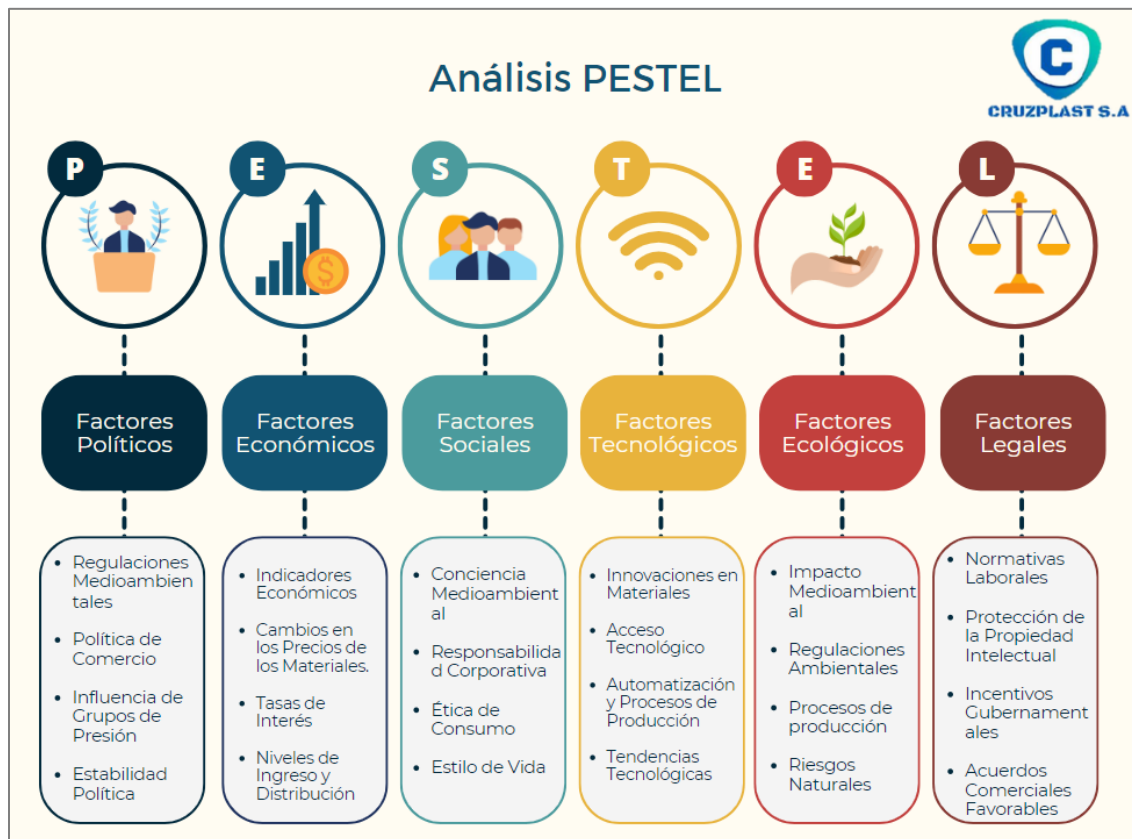 Análisis PESTEL
C
CRUZPLAST S.A
P
E
S
T
E
L
$
Factores
Políticos
Factores
Económicos
Factores
Sociales
Factores
Tecnológicos
Factores
Ecológicos
Factores
Legales
• Regulaciones
Medioambien
tales
• Política de
Comercio
• Influencia de
Grupos de
Presión
• Estabilidad
Política
• Indicadores
Económicos
• Cambios en
los Precios de
los Materiales.
• Tasas de
Interés
• Niveles de
Ingreso y
Distribución
• Conciencia
Medioambient
al
• Responsabilida
d Corporativa
• Ética de
Consumo
• Estilo de Vida
• Innovaciones en
Materiales
• Acceso
Tecnológico
• Automatización
y Procesos de
Producción
• Tendencias
Tecnológicas
• Impacto
Medioambient
al
• Regulaciones
Ambientales
• Procesos de
producción
• Riesgos
Naturales
• Normativas
Laborales
• Protección de
la Propiedad
Intelectual
• Incentivos
Gubernament
ales
• Acuerdos
Comerciales
Favorables